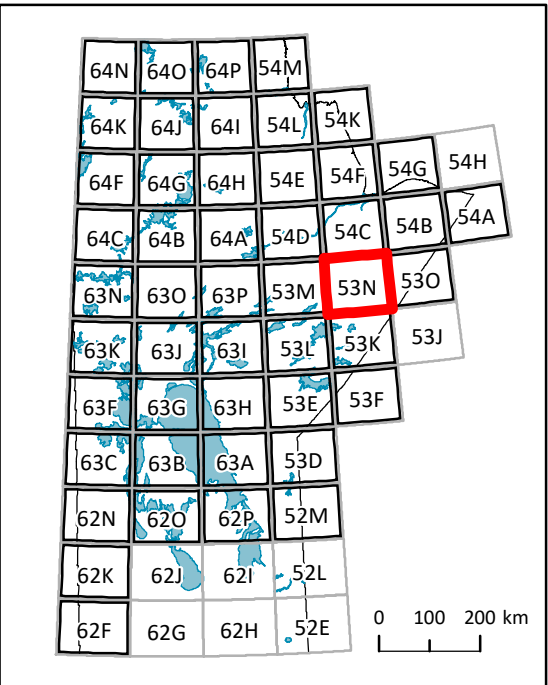 64N 64O 64P 54M
64K 64J 64I 54L 54K
64F 64G 64H 54E 54F 54G 54H
64C 64B 64A 54D 54C 54B 54A
63N 63O 63P 53M 53N 53O
63K 63J 63I 53L 53K 53J
63F 63G 63H 53E 53F
63C 63B 63A 53D
62N 62O 62P 52M
62K 62J 62I 52L
62F 62G 62H 52E
0 100 200 km